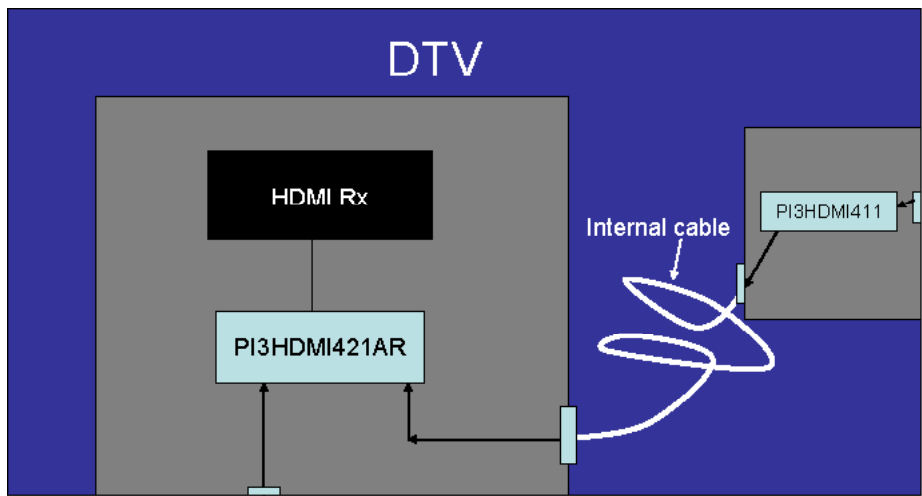 DTV
HDMI Rx
PI3HDMI411
Internal cable
PI3HDMI421AR